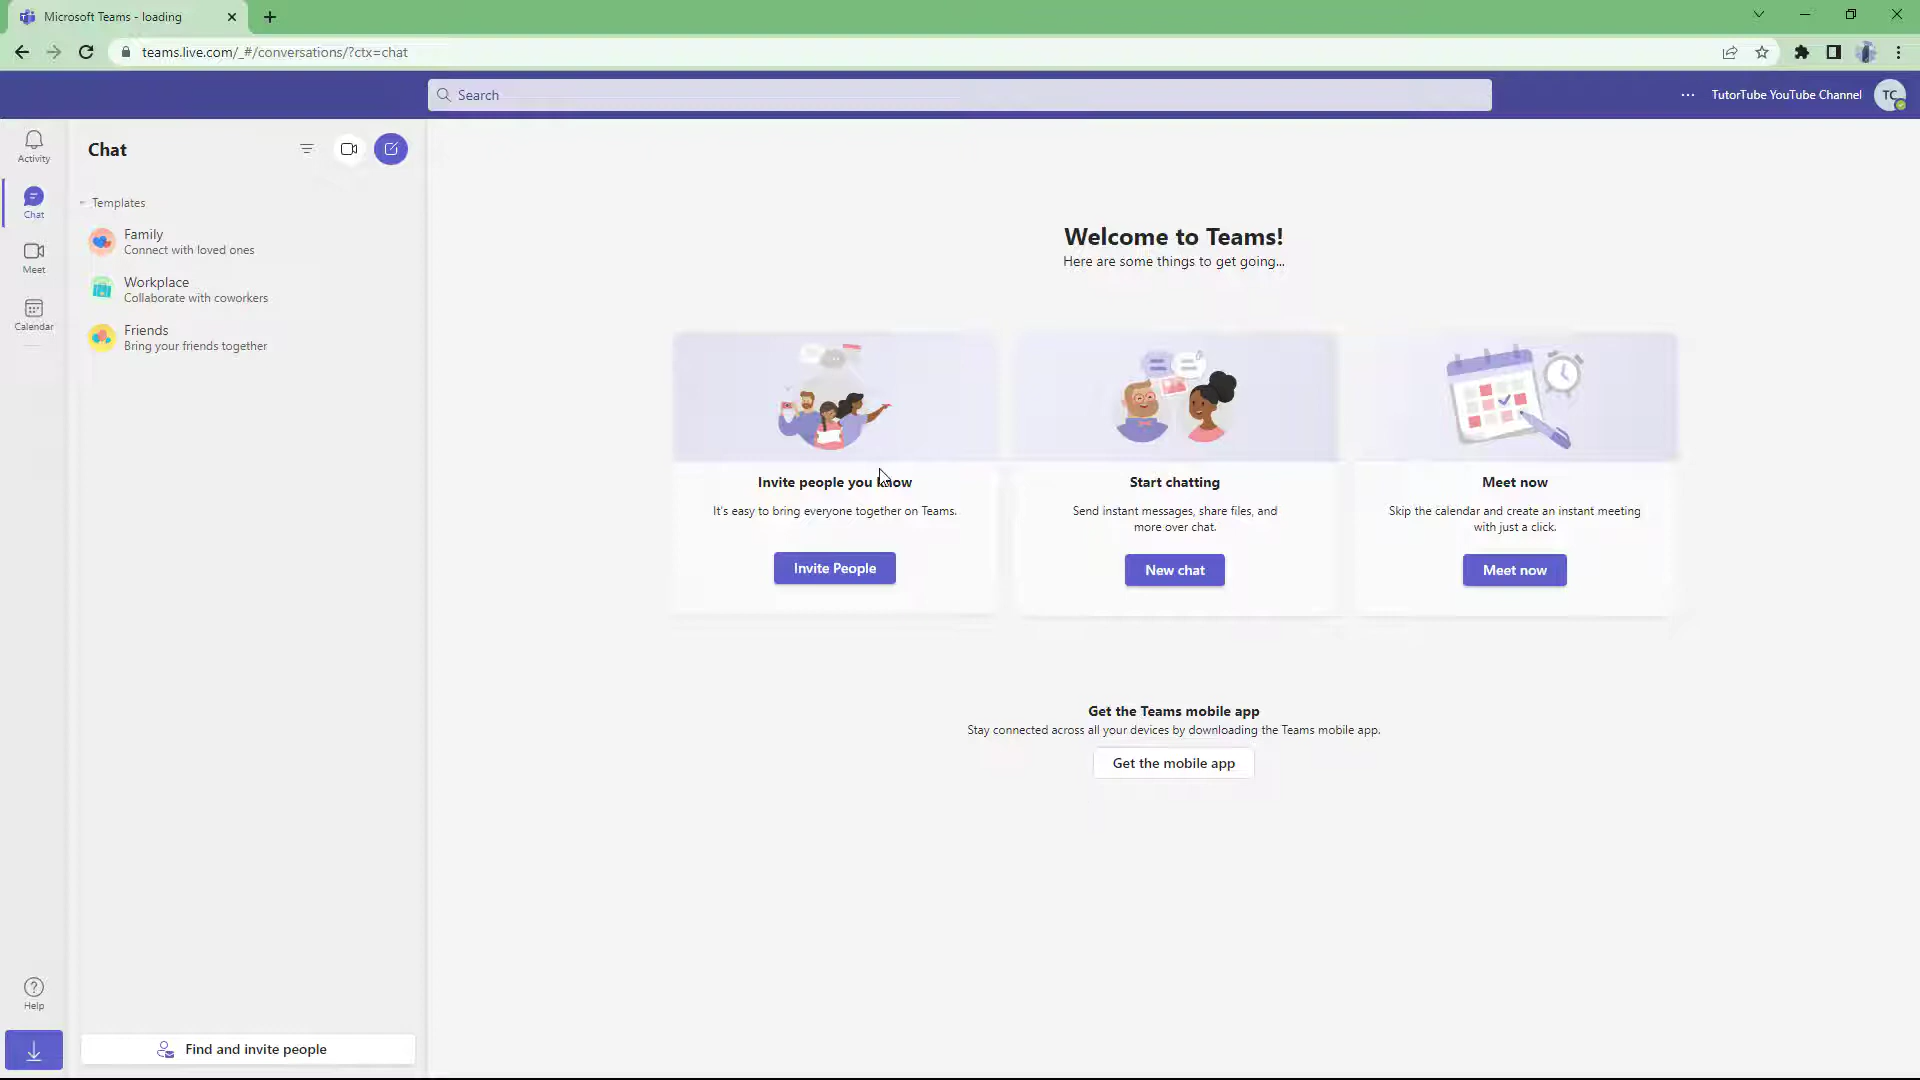 Microsoft Teams - loading
teams.live.com/_#/conversations/?ctx=chat
Search
TutorTube YouTube Channel
TC
Activity
Chat
Meet
Calendar
Help
Chat
Templates
Family
Connect with loved ones
Workplace
Collaborate with coworkers
Friends
Bring your friends together
Find and invite people
Welcome to Teams!
Here are some things to get going...
Invite people you know
It's easy to bring everyone together on Teams.
Invite People
Start chatting
Send instant messages, share files, and
more over chat.
New chat
Meet now
Skip the calendar and create an instant meeting
with just a click.
Meet now
Get the Teams mobile app
Stay connected across all your devices by downloading the Teams mobile app.
Get the mobile app